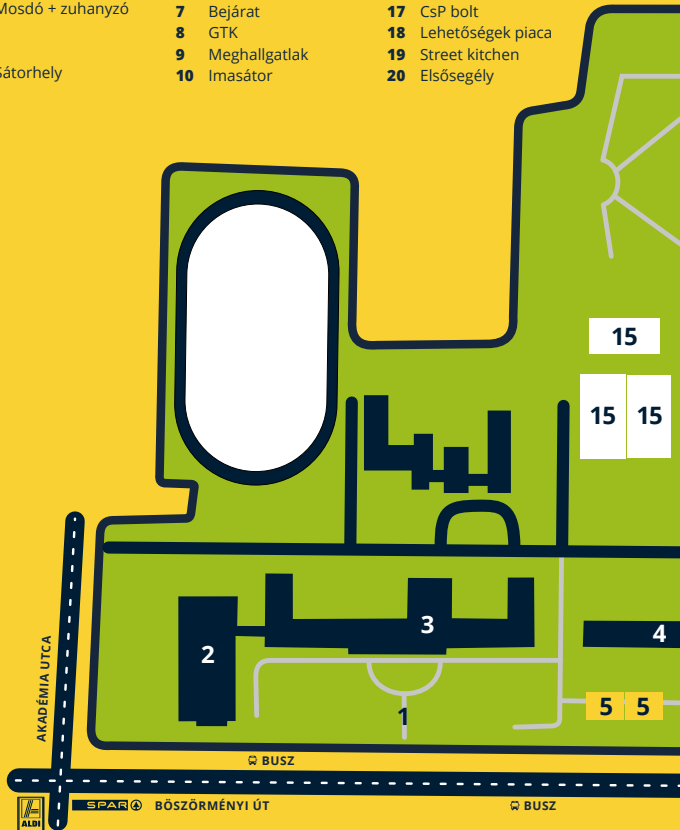 Mosdó + zuhanyzó
Sátorhely
7 Bejárat
8 GTK
9 Meghallgatlak
10 Imasátor
17 CsP bolt
18 Lehetőségek piaca
19 Street kitchen
20 Elsősegély
15
15 15
3
4
2
5 5
1
AKADÉMIA UTCA
BUSZ
SPAR BÖSZÖRMÉNYI ÚT
BUSZ
ALDI